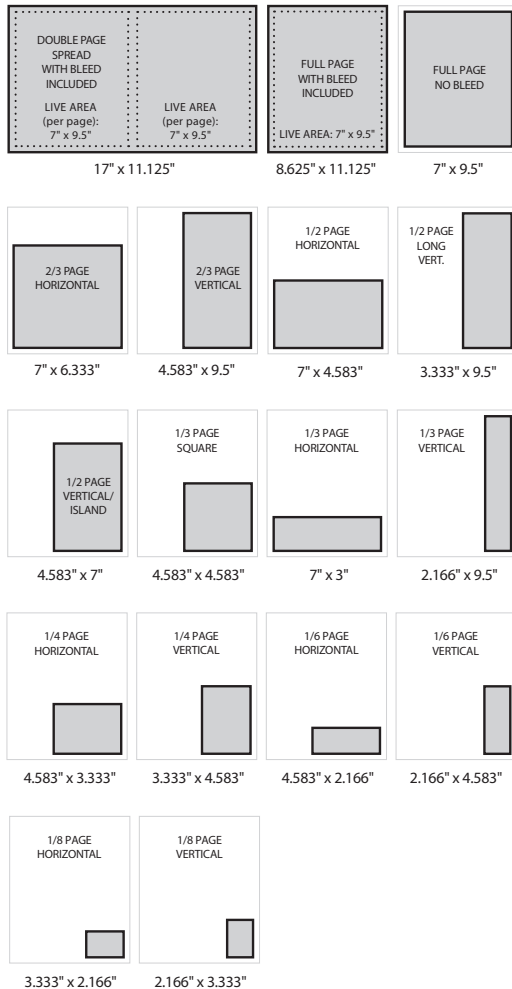 DOUBLE PAGE
SPREAD
WITH BLEED
INCLUDED
LIVE AREA
(per page):
7" x 9.5"
LIVE AREA
(per page):
7" x 9.5"
17" x 11.125"
FULL PAGE
WITH BLEED
INCLUDED
LIVE AREA: 7" x 9.5"
8.625" x 11.125"
FULL PAGE
NO BLEED
7" x 9.5"
2/3 PAGE
HORIZONTAL
7" x 6.333"
2/3 PAGE
VERTICAL
4.583" x 9.5"
1/2 PAGE
HORIZONTAL
7" x 4.583"
1/2 PAGE
LONG
VERT.
3.333" x 9.5"
1/2 PAGE
VERTICAL/
ISLAND
4.583" x 7"
1/3 PAGE
SQUARE
4.583" x 4.583"
1/3 PAGE
HORIZONTAL
7" x 3"
1/3 PAGE
VERTICAL
2.166" x 9.5"
1/4 PAGE
HORIZONTAL
4.583" x 3.333"
1/4 PAGE
VERTICAL
3.333" x 4.583"
1/6 PAGE
HORIZONTAL
4.583" x 2.166"
1/6 PAGE
VERTICAL
2.166" x 4.583"
1/8 PAGE
HORIZONTAL
3.333" x 2.166"
1/8 PAGE
VERTICAL
2.166" x 3.333"